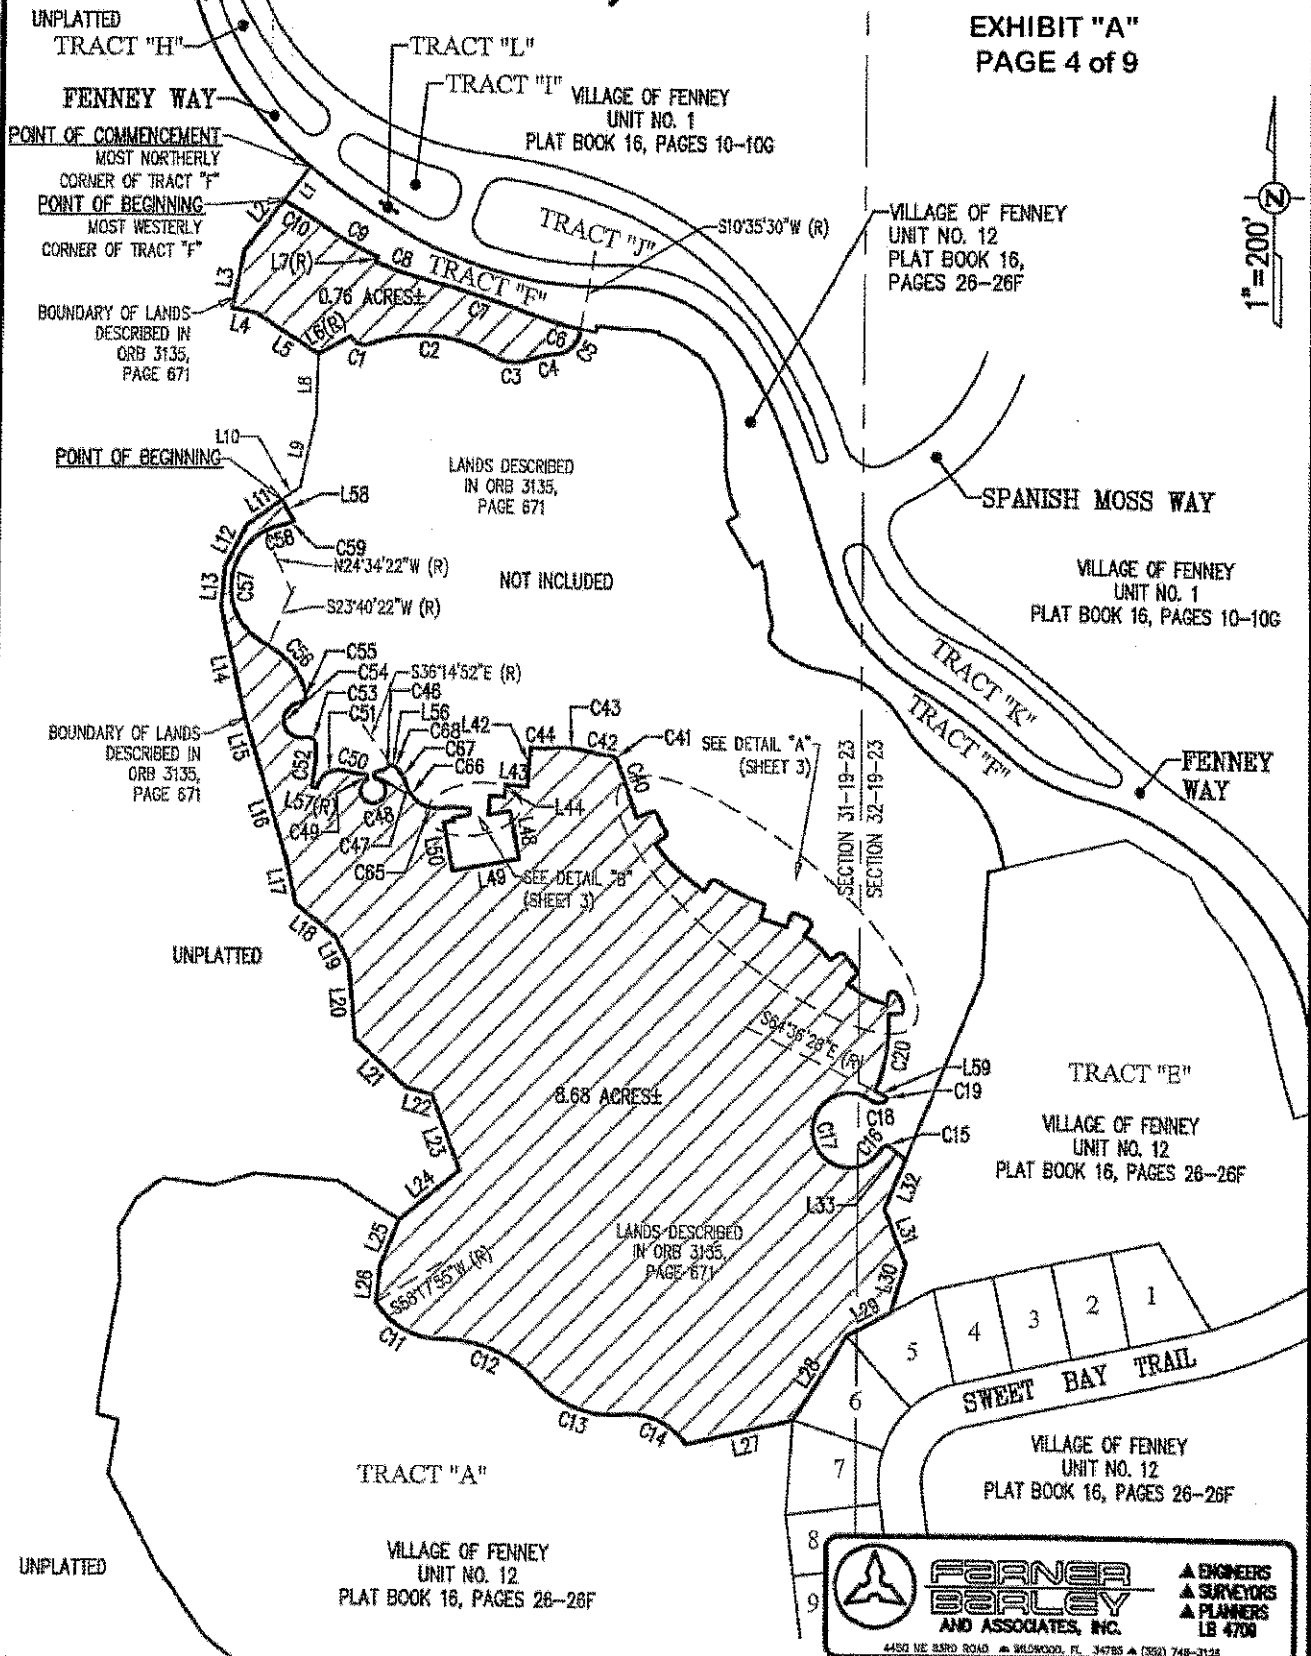 EXHIBIT "A"
PAGE 4 of 9
UNPLATTED
TRACT "H"
TRACT "L"
TRACT "I"
FENNEY WAY
VILLAGE OF FENNEY
UNIT NO. 1
PLAT BOOK 16, PAGES 10-10G
POINT OF COMMENCEMENT
MOST NORTHERLY
CORNER OF TRACT "F"
POINT OF BEGINNING
MOST WESTERLY
CORNER OF TRACT "F"
L1
L2
L3
C10
C9
L7(R)
C8
TRACT "F"
TRACT "J"
S10°35'30"W (R)
VILLAGE OF FENNEY
UNIT NO. 12
PLAT BOOK 16,
PAGES 26-26F
N
1"=200'
0.76 ACRES±
C7
C6
C5
BOUNDARY OF LANDS
DESCRIBED IN
ORB 3135,
PAGE 671
L4
L5
L6(R)
C1
C2
C3
C4
L8
L9
L10
POINT OF BEGINNING
LANDS DESCRIBED
IN ORB 3135,
PAGE 671
L11
L58
L12
C58
C59
N24°34'22"W (R)
L13
C57
S23°40'22"W (R)
NOT INCLUDED
SPANISH MOSS WAY
VILLAGE OF FENNEY
UNIT NO. 1
PLAT BOOK 16, PAGES 10-10G
TRACT "K"
TRACT "F"
FENNEY
WAY
L14
C56
C55
C54
C53
C51
S36°14'52"E (R)
C46
L56
C68
L42
C67
C66
C44
C43
C42
C41
C40
SEE DETAIL "A"
(SHEET 3)
SECTION 31-19-23
SECTION 32-19-23
BOUNDARY OF LANDS
DESCRIBED IN
ORB 3135,
PAGE 671
L15
C52
C50
L43
L44
L57(R)
C49
C48
C47
C65
L16
L50
L48
L49
SEE DETAIL "B"
(SHEET 3)
L17
L18
L19
UNPLATTED
L20
S64°36'28"E (R)
C20
L59
C19
L21
L22
L23
8.68 ACRES±
C17
C18
C16
C15
TRACT "E"
VILLAGE OF FENNEY
UNIT NO. 12
PLAT BOOK 16, PAGES 26-26F
L24
L33
L32
L31
L25
L26
S58°17'55"W (R)
LANDS DESCRIBED
IN ORB 3135,
PAGE 671
L30
L29
C11
C12
C13
C14
L27
L28
5
4
3
2
1
6
SWEET BAY TRAIL
7
8
9
TRACT "A"
VILLAGE OF FENNEY
UNIT NO. 12
PLAT BOOK 16, PAGES 26-26F
UNPLATTED
VILLAGE OF FENNEY
UNIT NO. 12
PLAT BOOK 16, PAGES 26-26F
FARNER
BARLEY
AND ASSOCIATES, INC.
▲ ENGINEERS
▲ SURVEYORS
▲ PLANNERS
LB 4709
4450 NE 83RD ROAD ▲ WILDWOOD, FL 34785 ▲ (352) 748-3126